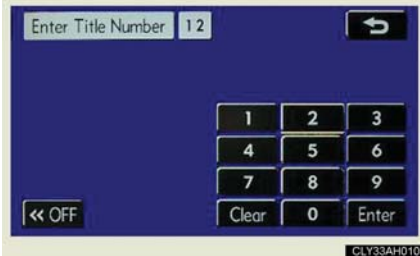 Enter Title Number 12
1 2 3
4 5 6
7 8 9
« OFF Clear 0 Enter
CLY33AH010